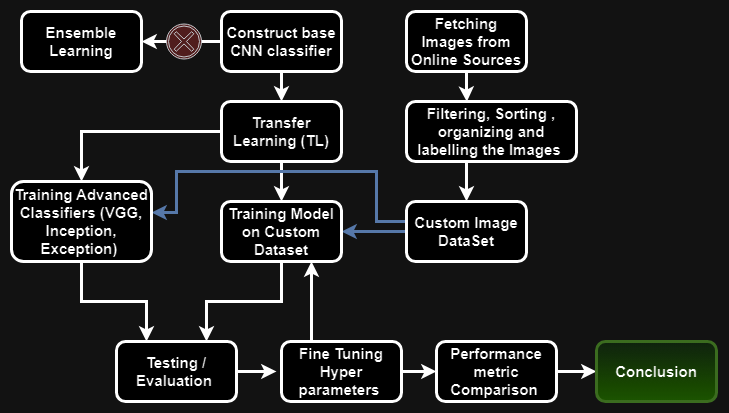 Ensemble
Learning
Construct base
CNN classifier
Fetching
Images from
Online Sources
Transfer
Learning (TL)
Filtering, Sorting ,
organizing and
labelling the Images
Training Advanced
Classifiers (VGG,
Inception,
Exception)
Training Model
on Custom
Dataset
Custom Image
DataSet
Testing /
Evaluation
Fine Tuning
Hyper
parameters
Performance
metric
Comparison
Conclusion